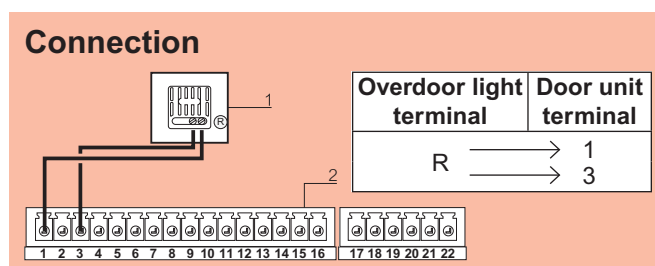 Connection
1
R
2
1 2 3 4 5 6 7 8 9 10 11 12 13 14 15 16 17 18 19 20 21 22
Overdoor light terminal Door unit terminal
R 1
3